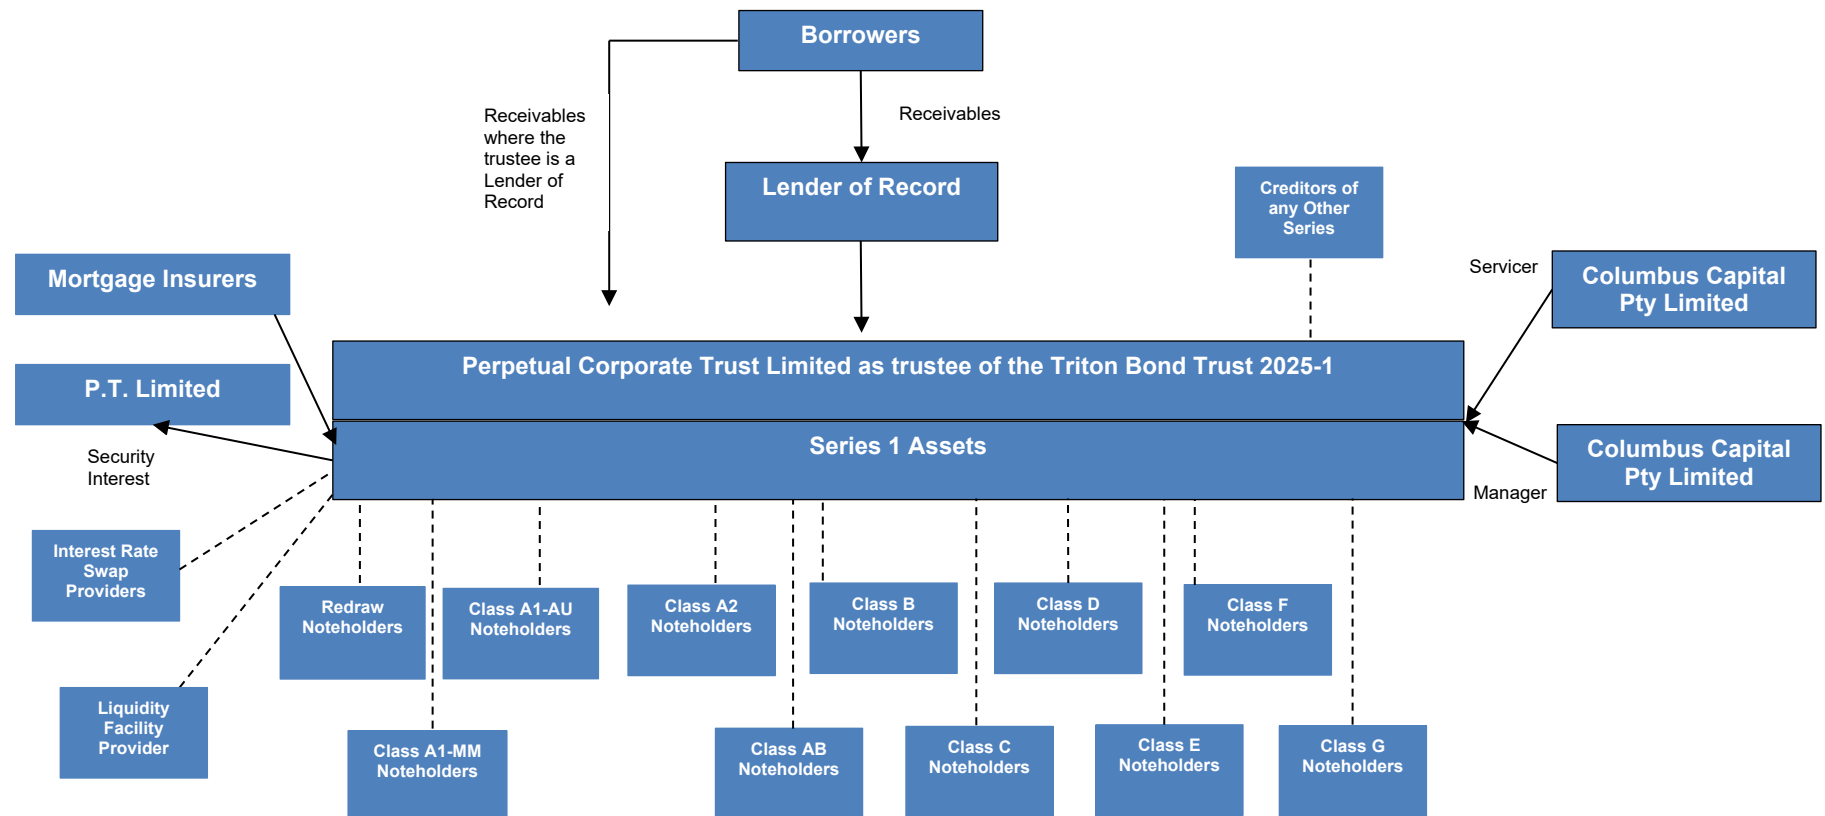 Borrowers
Receivables
where the
trustee is a
Lender of
Record
Receivables
Lender of Record
Creditors of
any Other
Series
Mortgage Insurers
Servicer
Columbus Capital
Pty Limited
Perpetual Corporate Trust Limited as trustee of the Triton Bond Trust 2025-1
P.T. Limited
Series 1 Assets
Security
Interest
Columbus Capital
Pty Limited
Manager
Interest Rate
Swap
Providers
Redraw
Noteholders
Class A1-AU
Noteholders
Class A2
Noteholders
Class B
Noteholders
Class D
Noteholders
Class F
Noteholders
Liquidity
Facility
Provider
Class A1-MM
Noteholders
Class AB
Noteholders
Class C
Noteholders
Class E
Noteholders
Class G
Noteholders